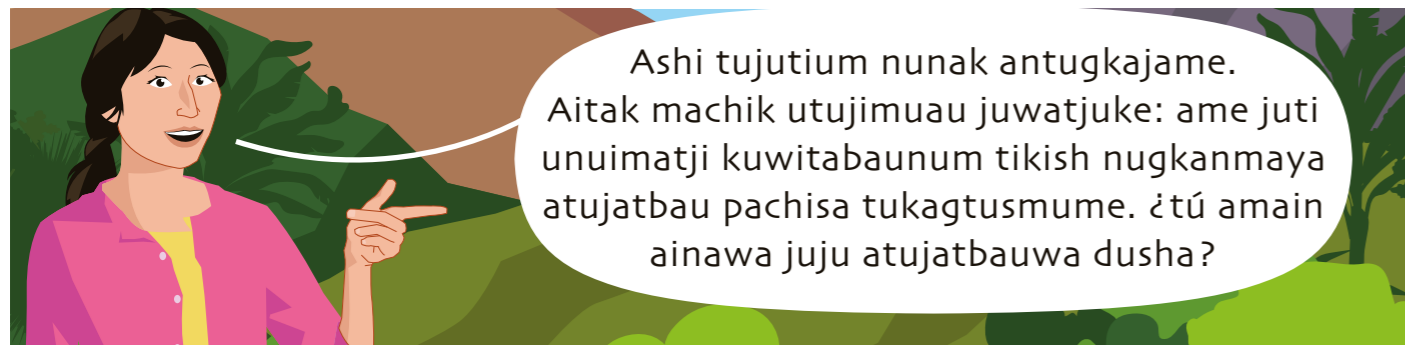 Ashi tujutium nunak antugkajame.
Aitak machik utujimuau juwatjuke: ame juti
unuimatji kuwitabaunum tikish nugkanmaya
atujatbau pachisa tukagtusmume. ¿tú amain
ainawa juju atujatbauwa dusha?